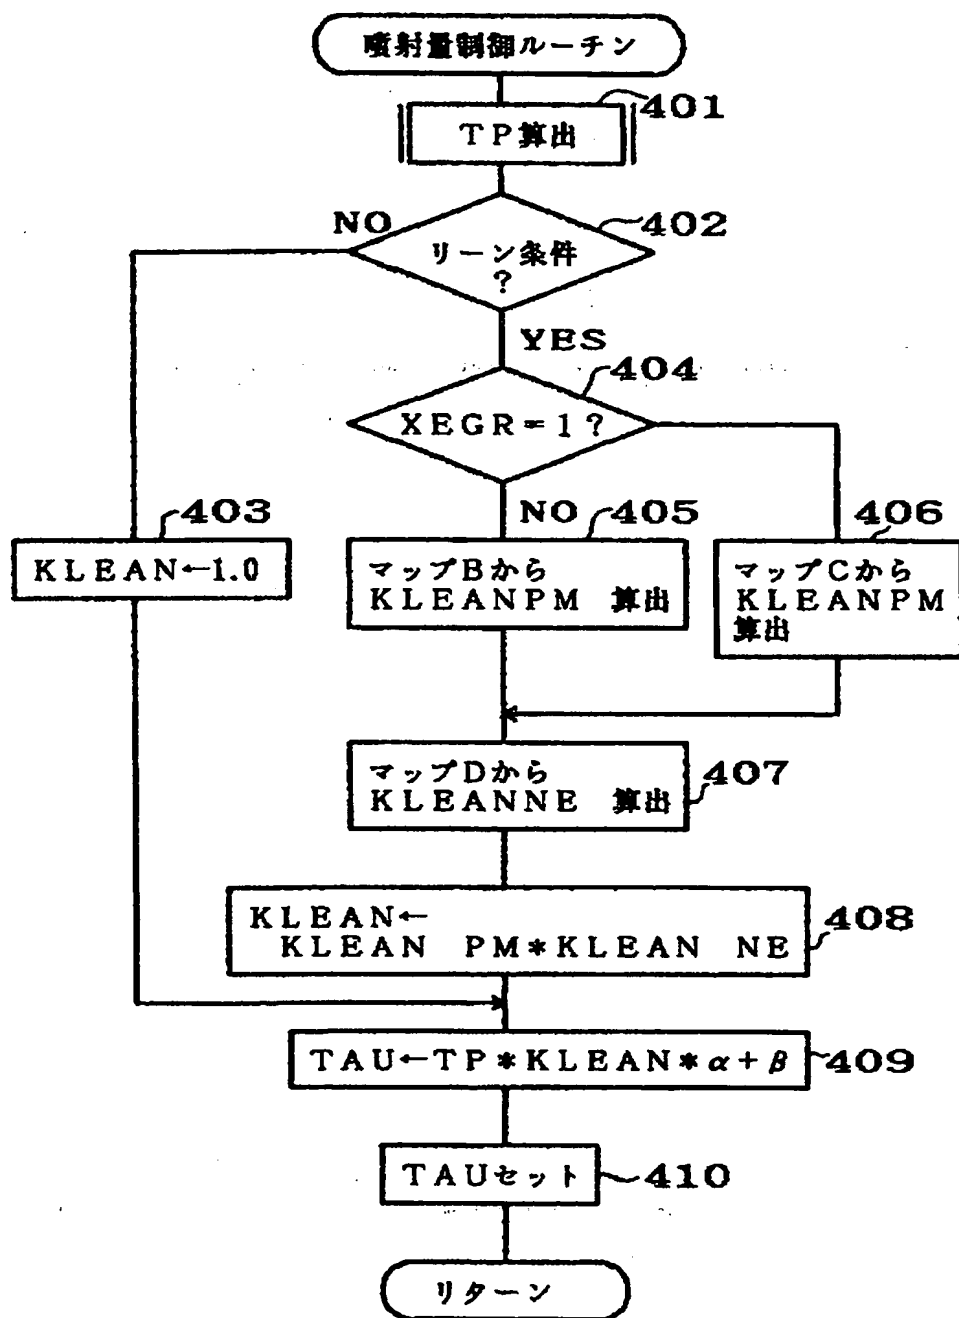 噴射量制御ルーチン
401
TP算出
NO
402
リーン条件
?
YES
404
XEGR=1?
403
NO
405
406
KLEAN←1.0
マップBから
KLEANPM 算出
マップCから
KLEANPM
算出
マップDから
KLEANNE 算出
407
KLEAN←
KLEAN PM*KLEAN NE
408
TAU←TP*KLEAN*α+β
409
TAUセット
410
リターン